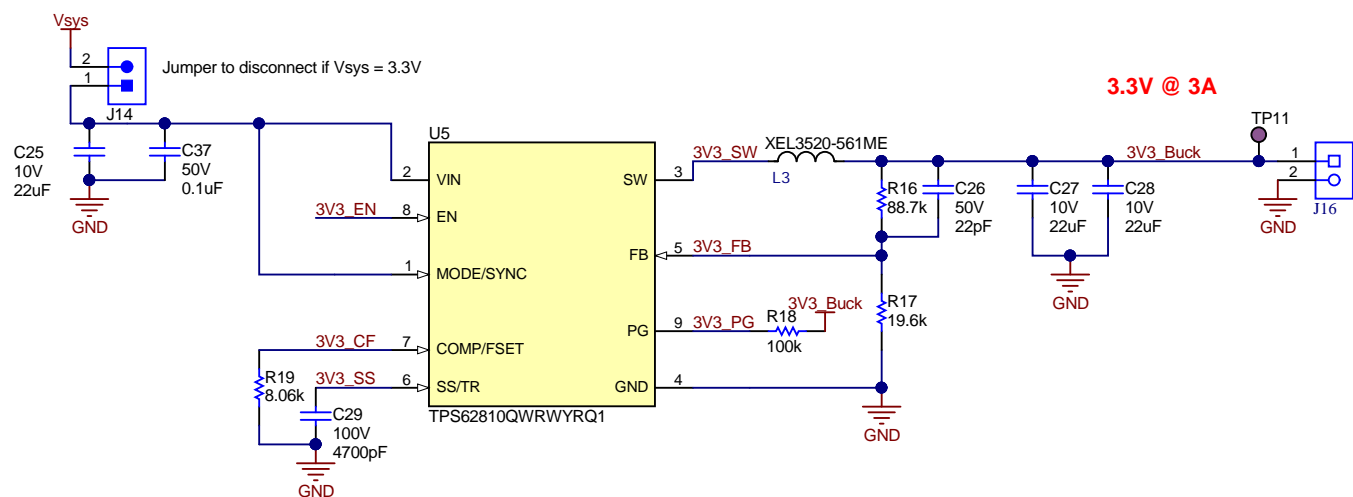 Vsys
2
1
J14
Jumper to disconnect if Vsys = 3.3V
C25
10V
22uF
C37
50V
0.1uF
GND
U5
2
VIN
3V3_EN
8
EN
1
MODE/SYNC
3V3_CF
7
COMP/FSET
3V3_SS
6
SS/TR
R19
8.06k
C29
100V
4700pF
GND
SW
3
3V3_SW
FB
5
3V3_FB
PG
9
3V3_PG
GND
4
TPS62810QWRWYRQ1
XEL3520-561ME
L3
R16
88.7k
C26
50V
22pF
C27
10V
22uF
C28
10V
22uF
GND
R18
100k
3V3_Buck
R17
19.6k
GND
3.3V @ 3A
TP11
3V3_Buck
1
2
J16
GND